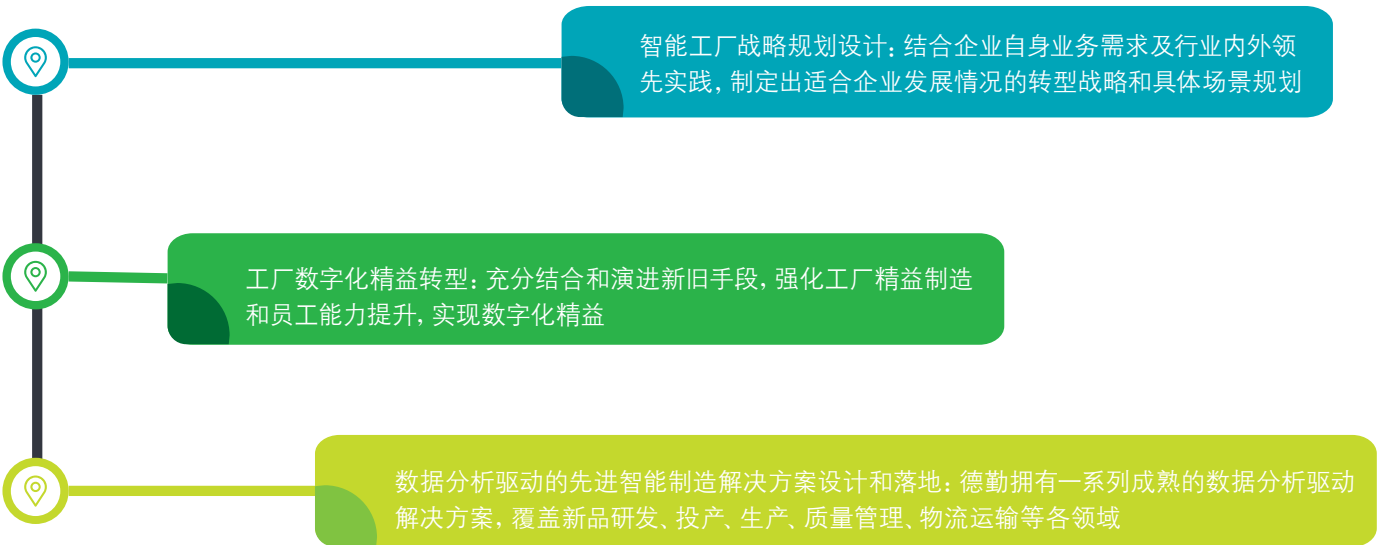 智能工厂战略规划设计：结合企业自身业务需求及行业内外领
先实践，制定出适合企业发展情况的转型战略和具体场景规划
工厂数字化精益转型：充分结合和演进新旧手段，强化工厂精益制造
和员工能力提升，实现数字化精益
数据分析驱动的先进智能制造解决方案设计和落地：德勤拥有一系列成熟的数据分析驱动
解决方案，覆盖新品研发、投产、生产、质量管理、物流运输等各领域